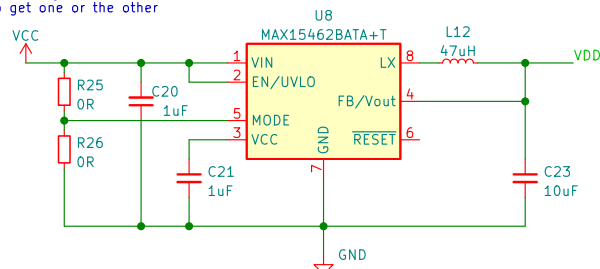 get one or the other
U8
VCC
MAX15462BATA+T
L12
47uH
1 VIN
LX 8
VDD
2 EN/UVLO
R25
0R
C20
1uF
FB/Vout 4
5 MODE
3 VCC
RESET 6
R26
0R
GND
7
C21
1uF
C23
10uF
GND